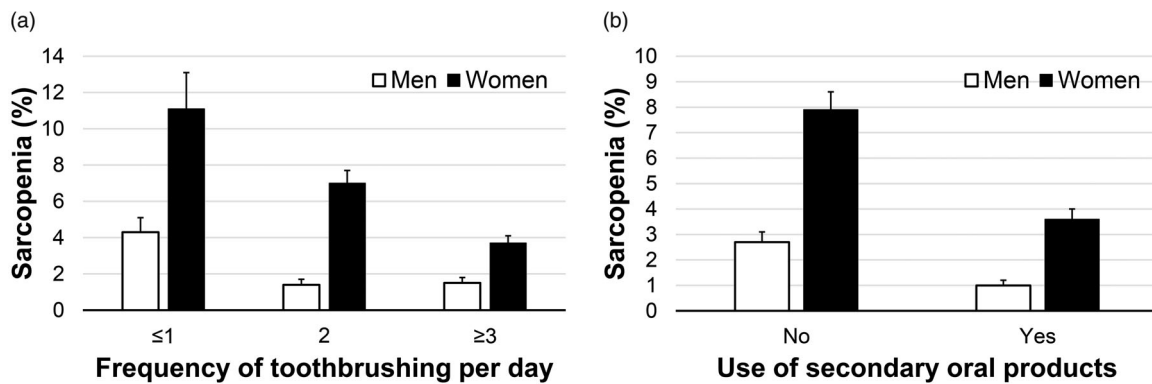 (a)
Sarcopenia (%)
14
12
10
8
6
4
2
0
Men Women
≤1 2 ≥3
Frequency of toothbrushing per day
(b)
Sarcopenia (%)
10
9
8
7
6
5
4
3
2
1
0
Men Women
No Yes
Use of secondary oral products